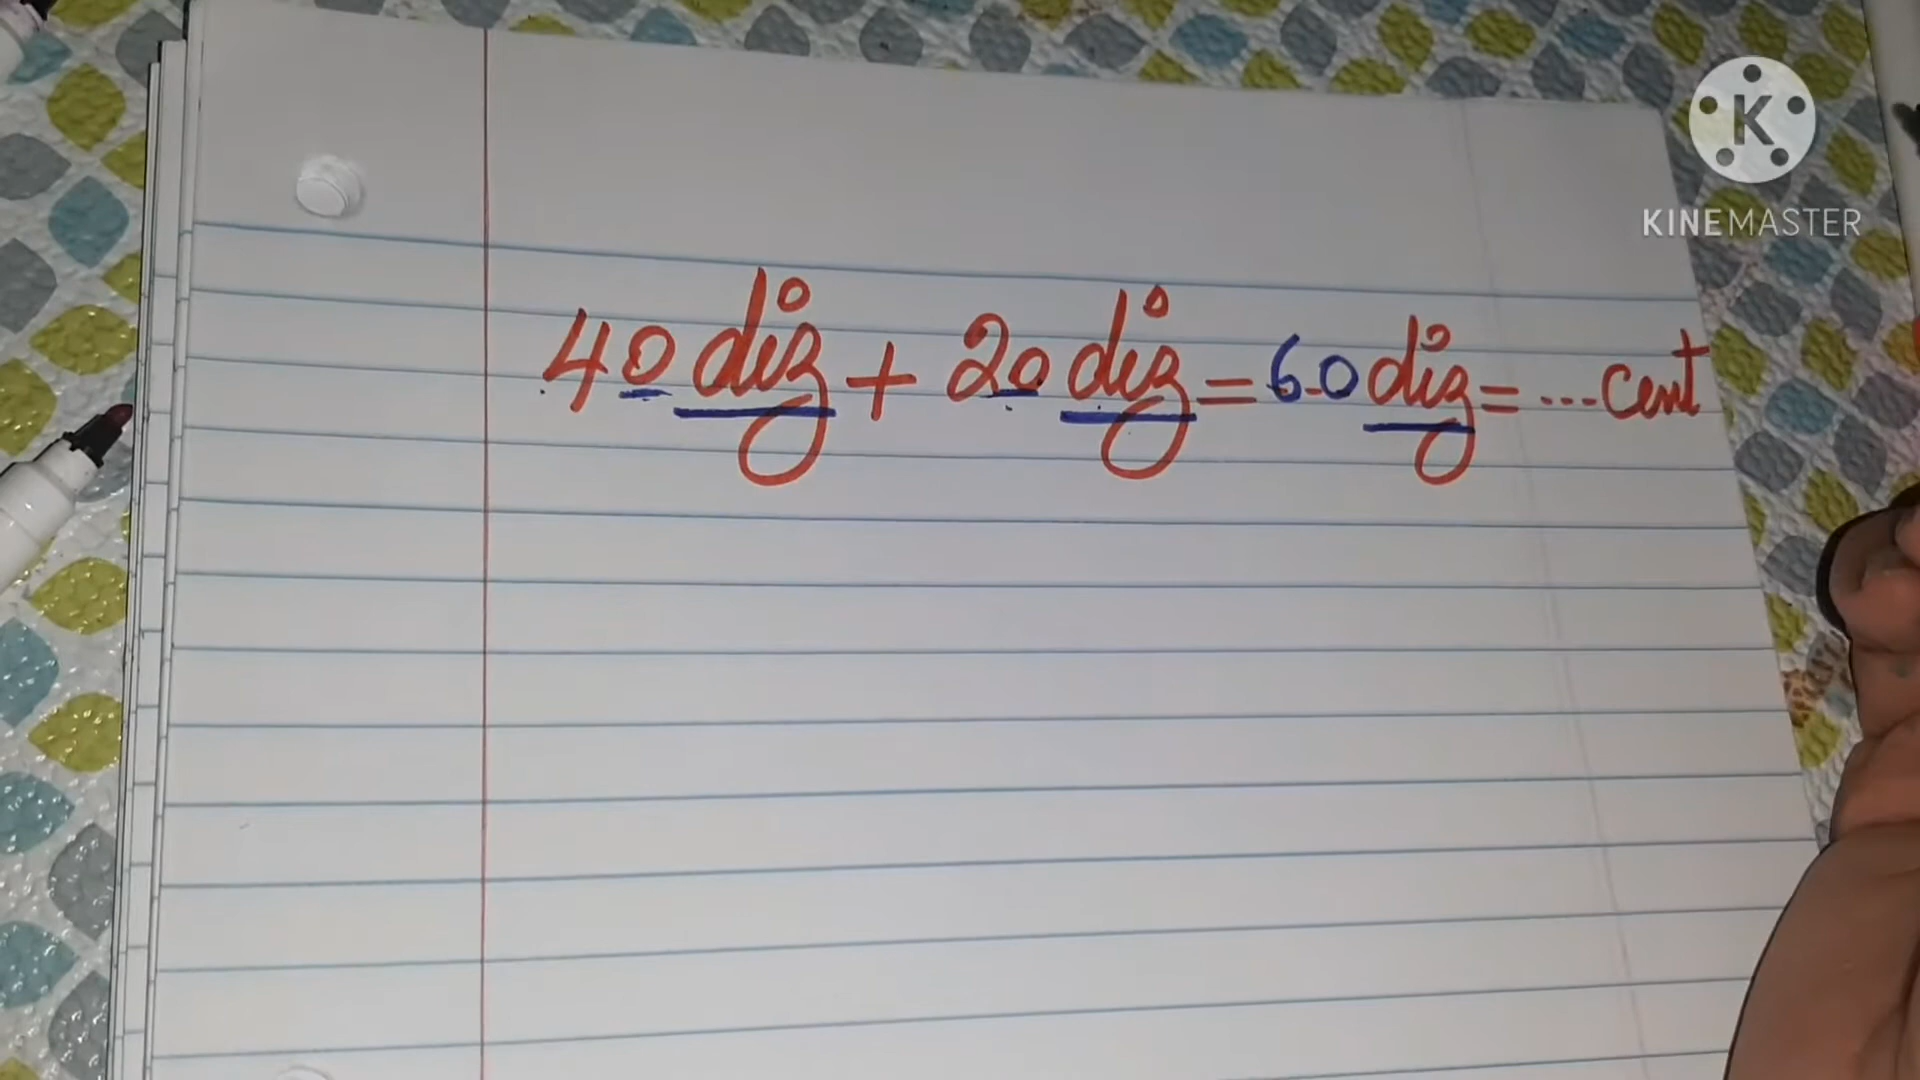 40 diz + 20 diz = 60 diz = ... cent
K
KINEMASTER